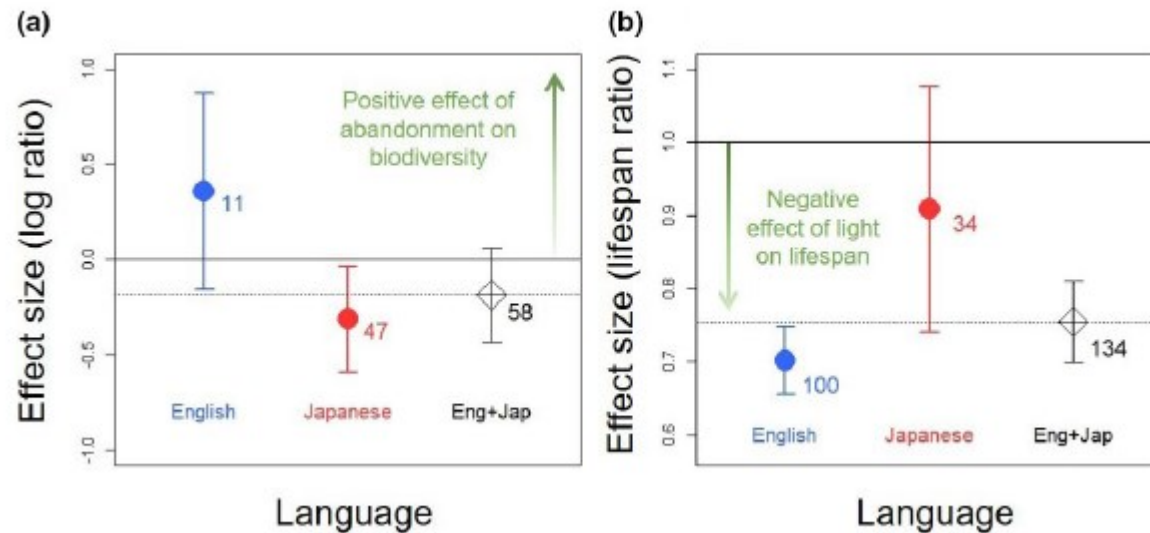 (a)
Effect size (log ratio)
1.0
0.5
0.0
-0.5
-1.0
Positive effect of
abandonment on
biodiversity
11
47
58
English
Japanese
Eng+Jap
Language
(b)
Effect size (lifespan ratio)
1.1
1.0
0.9
0.8
0.7
0.6
Negative
effect of light
on lifespan
34
100
134
English
Japanese
Eng+Jap
Language